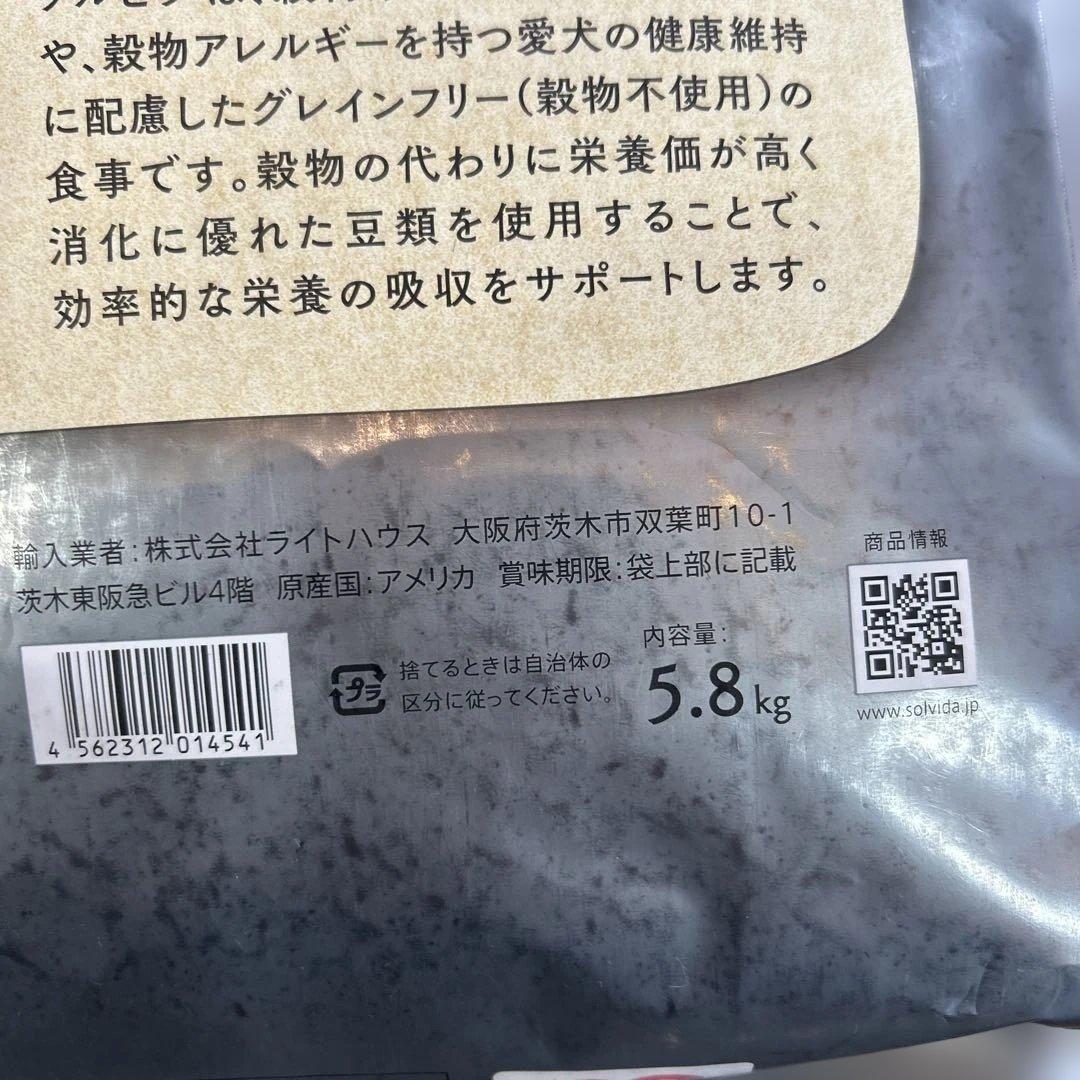 や、穀物アレルギーを持つ愛犬の健康維持
に配慮したグレインフリー(穀物不使用)の
食事です。穀物の代わりに栄養価が高く
消化に優れた豆類を使用することで、
効率的な栄養の吸収をサポートします。
輸入業者:株式会社ライトハウス 大阪府茨木市双葉町10-1
茨木東阪急ビル4階 原産国:アメリカ 賞味期限:袋上部に記載
商品情報
プラ
捨てるときは自治体の
区分に従ってください。
内容量:
5.8kg
www.solvida.jp
4 562312 014541